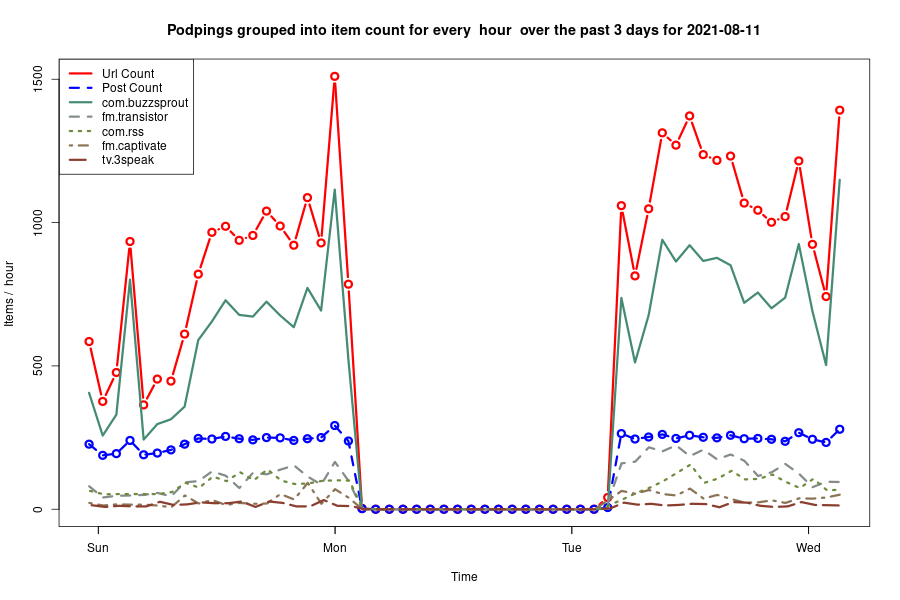 Podpings grouped into item count for every  hour  over the past 3 days for 2021-08-11
Url Count
Post Count
com.buzzsprout
fm.transistor
com.rss
fm.captivate
tv.3speak
Items /  hour
1500
1000
500
0
Sun
Mon
Tue
Wed
Time